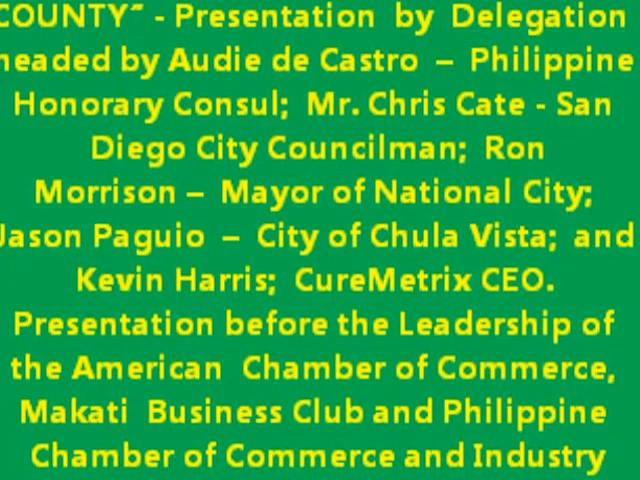 COUNTY" - Presentation by Delegation
headed by Audie de Castro – Philippine
Honorary Consul; Mr. Chris Cate - San
Diego City Councilman; Ron
Morrison – Mayor of National City;
Jason Paguio – City of Chula Vista; and
Kevin Harris; CureMetrix CEO.
Presentation before the Leadership of
the American Chamber of Commerce,
Makati Business Club and Philippine
Chamber of Commerce and Industry